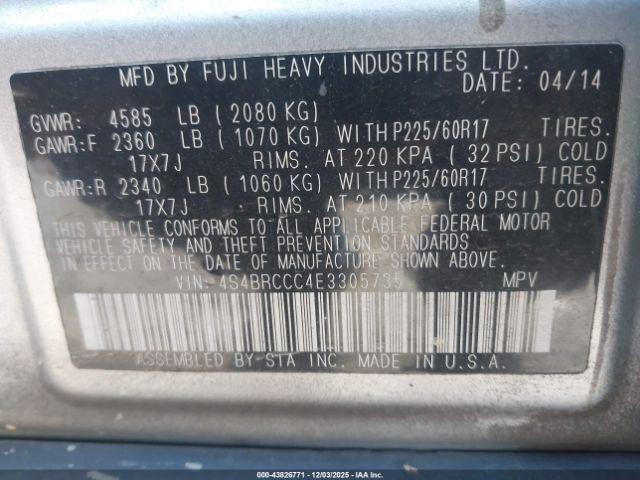 MFD BY FUJI HEAVY INDUSTRIES LTD.
DATE: 04/14
GVWR: 4585 LB ( 2080 KG)
GAWR:F 2360 LB ( 1070 KG) WITH P225/60R17 TIRES.
17X7J RIMS. AT 220 KPA ( 32 PSI) COLD
GAWR:R 2340 LB ( 1060 KG) WITH P225/60R17 TIRES.
17X7J RIMS. AT 210 KPA ( 30 PSI) COLD
THIS VEHICLE CONFORMS TO ALL APPLICABLE FEDERAL MOTOR
VEHICLE SAFETY AND THEFT PREVENTION STANDARDS
IN EFFECT ON THE DATE OF MANUFACTURE SHOWN ABOVE.
VIN: 4S4BRCCC4E3305735 MPV
ASSEMBLED BY SIA INC. MADE IN U.S.A.
000-43826771 - 12/03/2025 - IAA Inc.